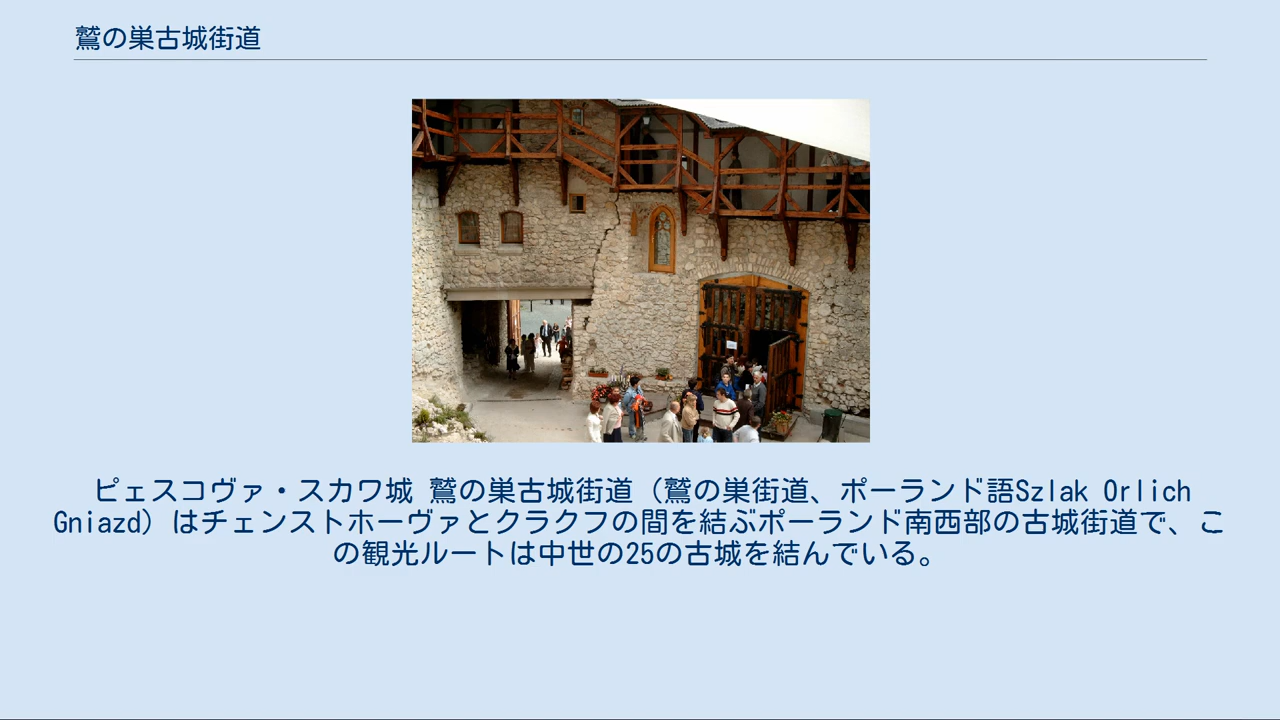 鷲の巣古城街道
ピェスコヴァ・スカワ城 鷲の巣古城街道（鷲の巣街道、ポーランド語Szlak Orlich
Gniazd）はチェンストホーヴァとクラクフの間を結ぶポーランド南西部の古城街道で、こ
の観光ルートは中世の25の古城を結んでいる。